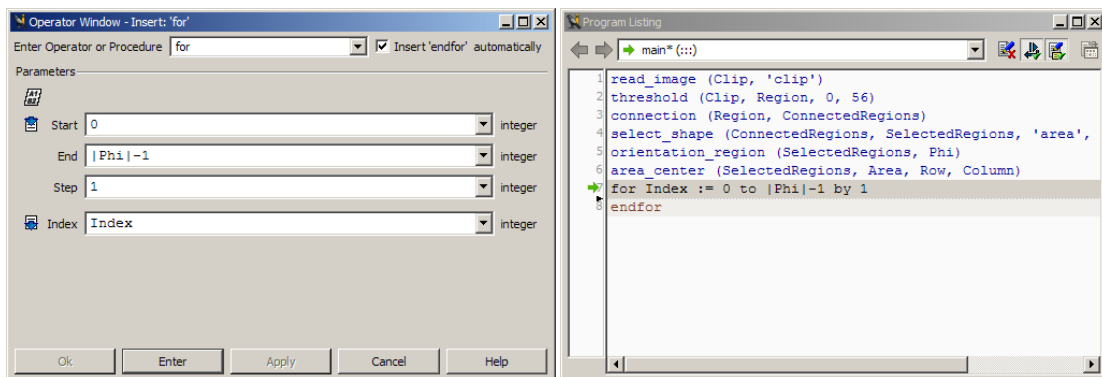 Operator Window - Insert: 'for'
Enter Operator or Procedure for Insert 'endfor' automatically
Parameters
Start 0 integer
End |Phi|-1 integer
Step 1 integer
Index Index integer
Ok Enter Apply Cancel Help
Program Listing
main* (:::)
1 read_image (Clip, 'clip')
2 threshold (Clip, Region, 0, 56)
3 connection (Region, ConnectedRegions)
4 select_shape (ConnectedRegions, SelectedRegions, 'area',
5 orientation_region (SelectedRegions, Phi)
6 area_center (SelectedRegions, Area, Row, Column)
7 for Index := 0 to |Phi|-1 by 1
8 endfor